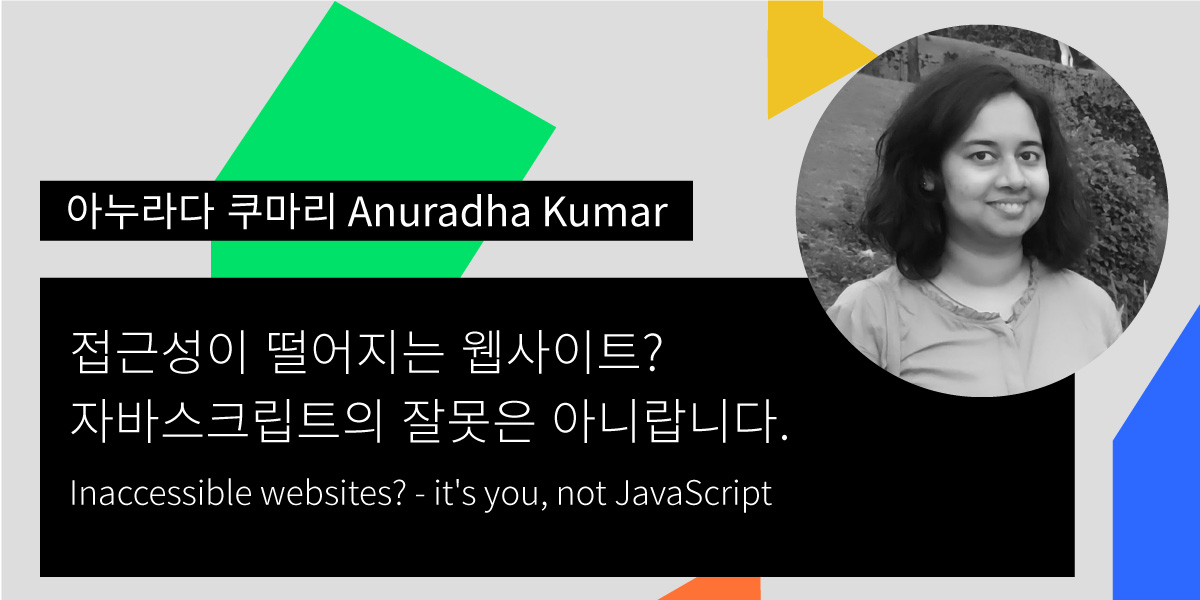 아누라다 쿠마리 Anuradha Kumar
접근성이 떨어지는 웹사이트?
자바스크립트의 잘못은 아니랍니다.
Inaccessible websites? - it's you, not JavaScript